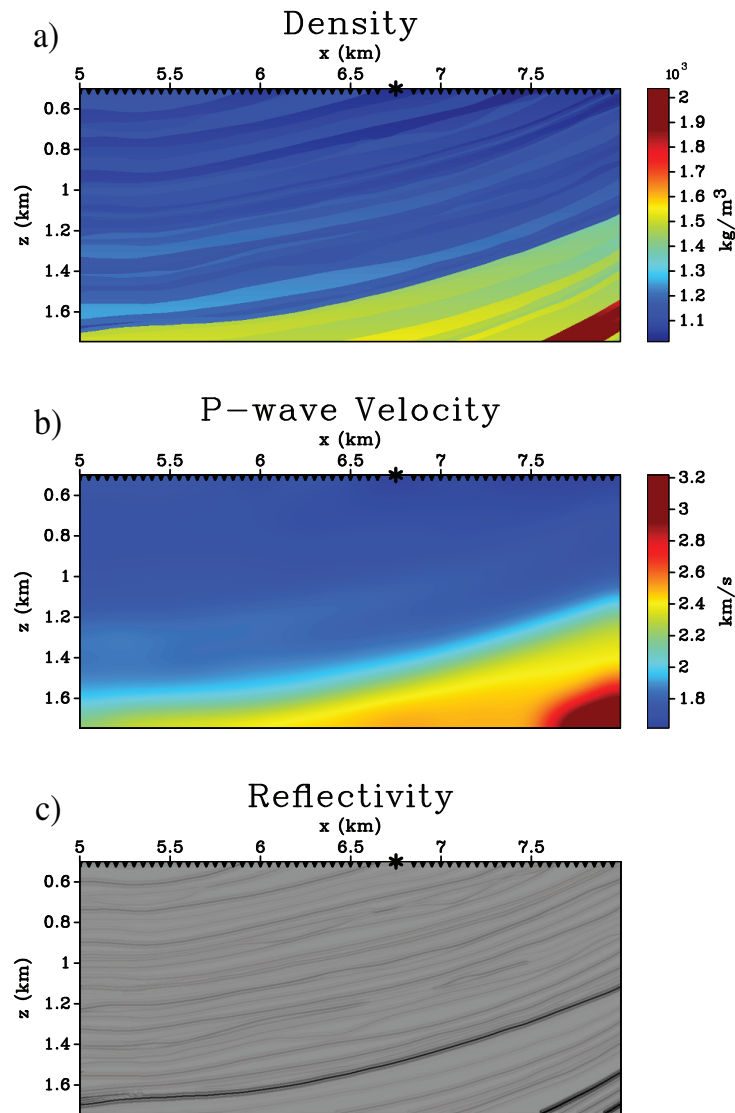 a) Density
x (km)
5 5.5 6 6.5 7 7.5
z (km)
0.6
0.8
1
1.2
1.4
1.6
10³
2
1.9
1.8
1.7
1.6
1.5
1.4
1.3
1.2
1.1
kg/m³
b) P-wave Velocity
x (km)
5 5.5 6 6.5 7 7.5
z (km)
0.6
0.8
1
1.2
1.4
1.6
3.2
3
2.8
2.6
2.4
2.2
2
1.8
km/s
c) Reflectivity
x (km)
5 5.5 6 6.5 7 7.5
z (km)
0.6
0.8
1
1.2
1.4
1.6